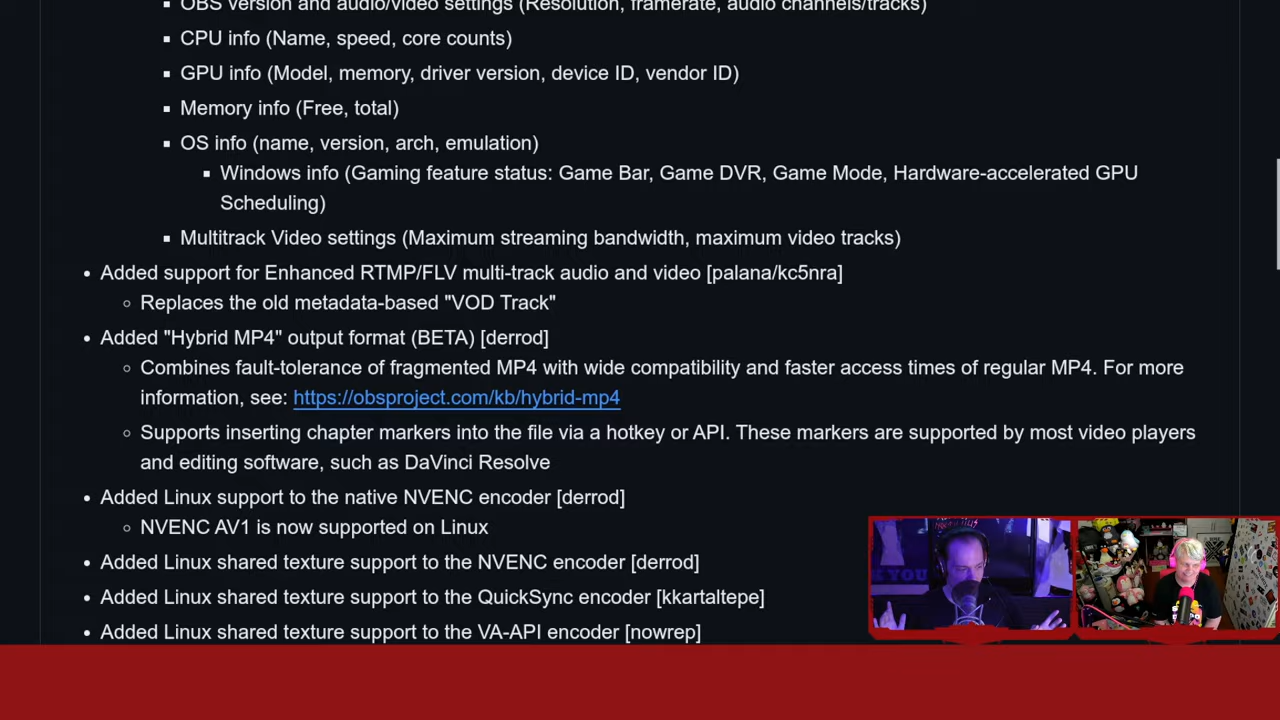 OBS version and audio/video settings (Resolution, framerate, audio channels/tracks)
CPU info (Name, speed, core counts)
GPU info (Model, memory, driver version, device ID, vendor ID)
Memory info (Free, total)
OS info (name, version, arch, emulation)
Windows info (Gaming feature status: Game Bar, Game DVR, Game Mode, Hardware-accelerated GPU
Scheduling)
Multitrack Video settings (Maximum streaming bandwidth, maximum video tracks)
Added support for Enhanced RTMP/FLV multi-track audio and video [palana/kc5nra]
Replaces the old metadata-based "VOD Track"
Added "Hybrid MP4" output format (BETA) [derrod]
Combines fault-tolerance of fragmented MP4 with wide compatibility and faster access times of regular MP4. For more
information, see: https://obsproject.com/kb/hybrid-mp4
Supports inserting chapter markers into the file via a hotkey or API. These markers are supported by most video players
and editing software, such as DaVinci Resolve
Added Linux support to the native NVENC encoder [derrod]
NVENC AV1 is now supported on Linux
Added Linux shared texture support to the NVENC encoder [derrod]
Added Linux shared texture support to the QuickSync encoder [kkartaltepe]
Added Linux shared texture support to the VA-API encoder [nowrep]